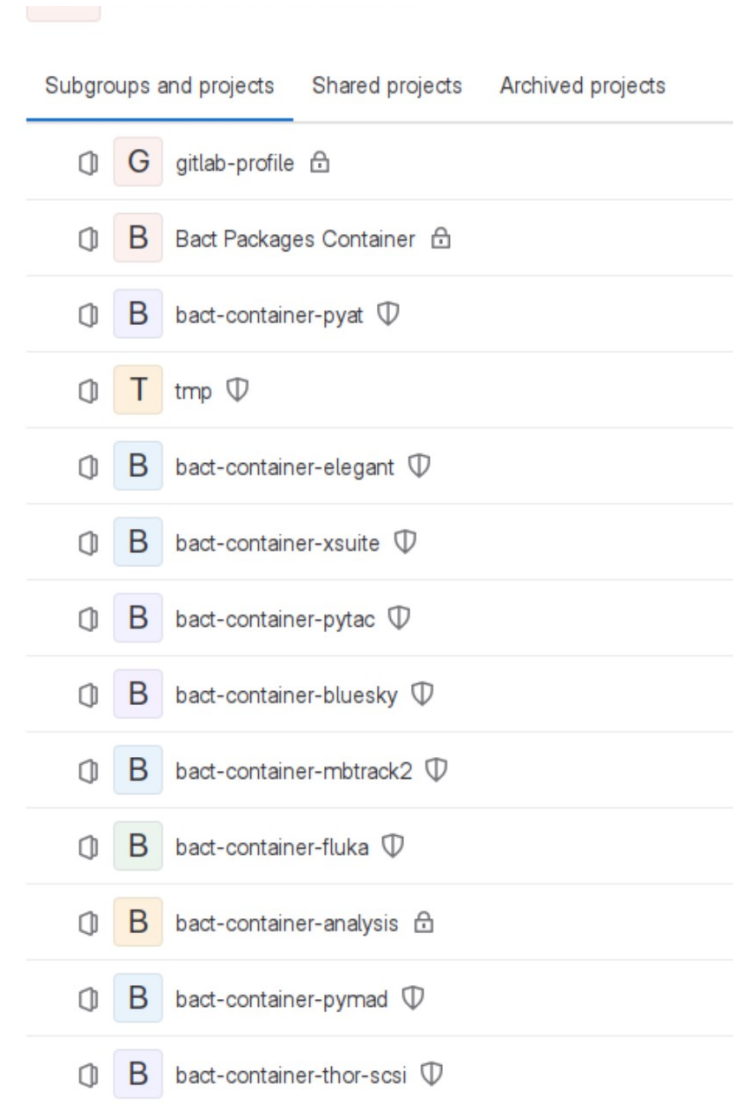 Subgroups and projects Shared projects Archived projects
G gitlab-profile
B Bact Packages Container
B bact-container-pyat
T tmp
B bact-container-elegant
B bact-container-xsuite
B bact-container-pytac
B bact-container-bluesky
B bact-container-mbtrack2
B bact-container-fluka
B bact-container-analysis
B bact-container-pymad
B bact-container-thor-scsi